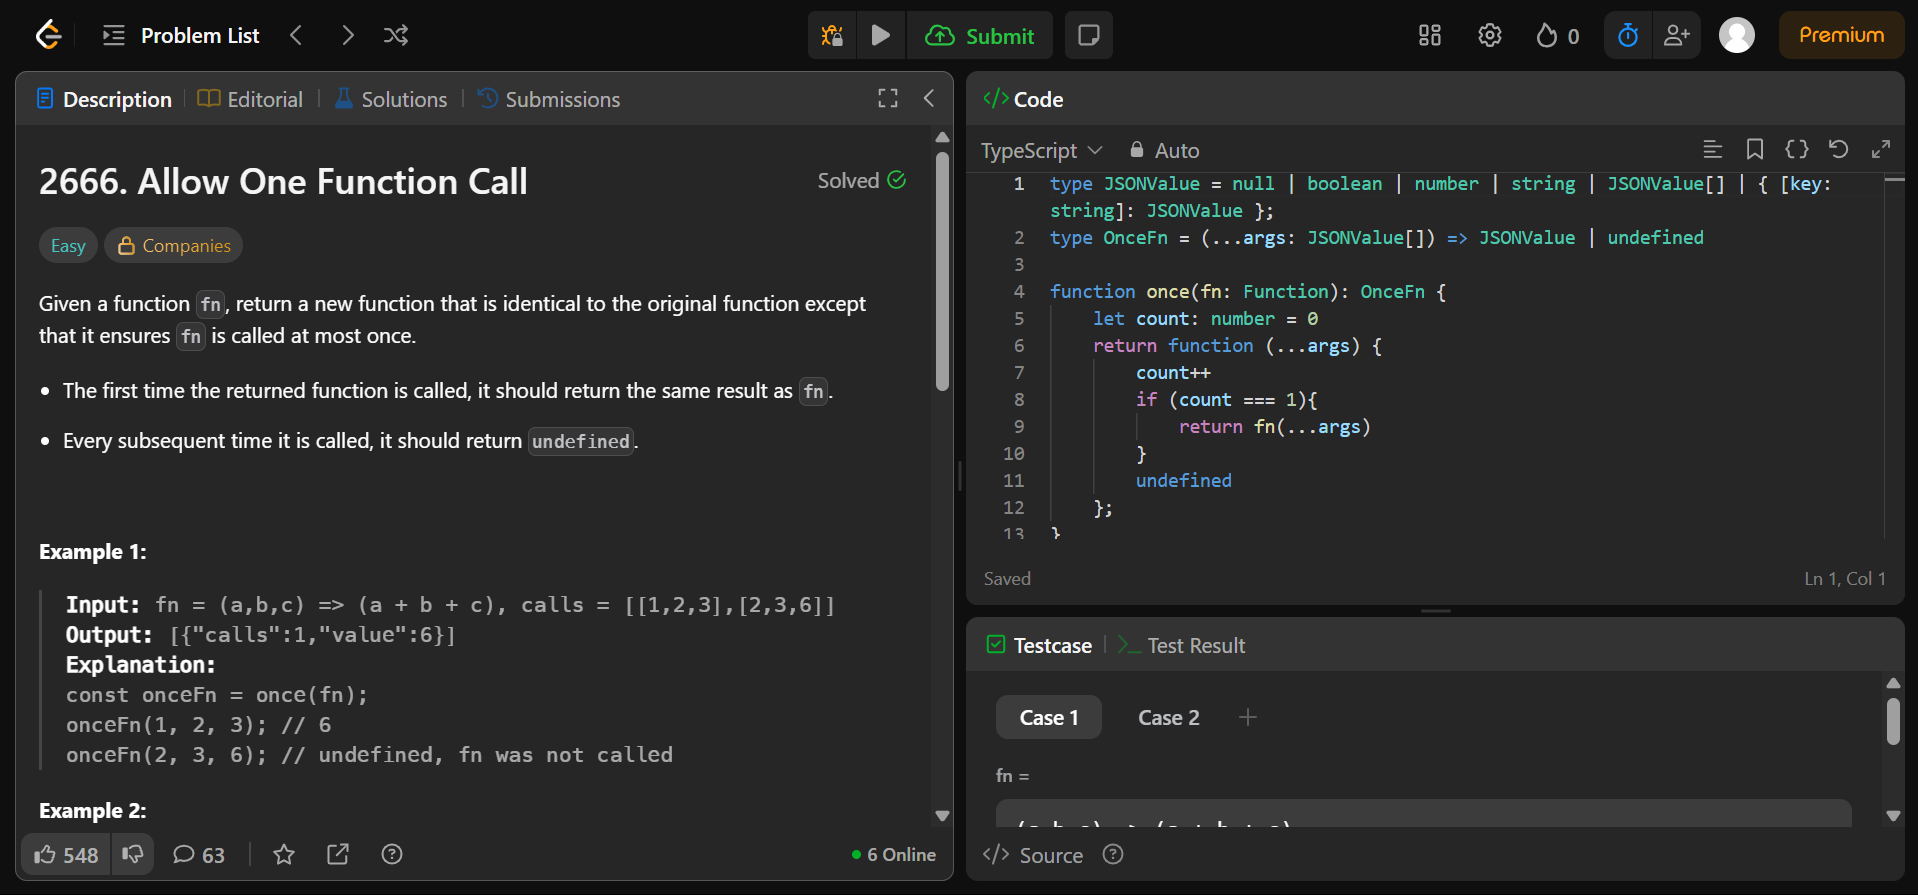 Problem List
Submit
0
Premium
Description
Editorial
Solutions
Submissions
2666. Allow One Function Call
Solved
Easy
Companies
Given a function fn, return a new function that is identical to the original function except
that it ensures fn is called at most once.
• The first time the returned function is called, it should return the same result as fn.
• Every subsequent time it is called, it should return undefined.
Example 1:
Input: fn = (a,b,c) => (a + b + c), calls = [[1,2,3],[2,3,6]]
Output: [{"calls":1,"value":6}]
Explanation:
const onceFn = once(fn);
onceFn(1, 2, 3); // 6
onceFn(2, 3, 6); // undefined, fn was not called
Example 2:
548
63
6 Online
</> Code
TypeScript
Auto
1 type JSONValue = null | boolean | number | string | JSONValue[] | { [key:
string]: JSONValue };
2 type OnceFn = (...args: JSONValue[]) => JSONValue | undefined
3
4 function once(fn: Function): OnceFn {
5 let count: number = 0
6 return function (...args) {
7 count++
8 if (count === 1){
9 return fn(...args)
10 }
11 undefined
12 };
13 }
Saved
Ln 1, Col 1
Testcase
Test Result
Case 1
Case 2
+
fn =
(a,b,c) => (a + b + c)
</> Source